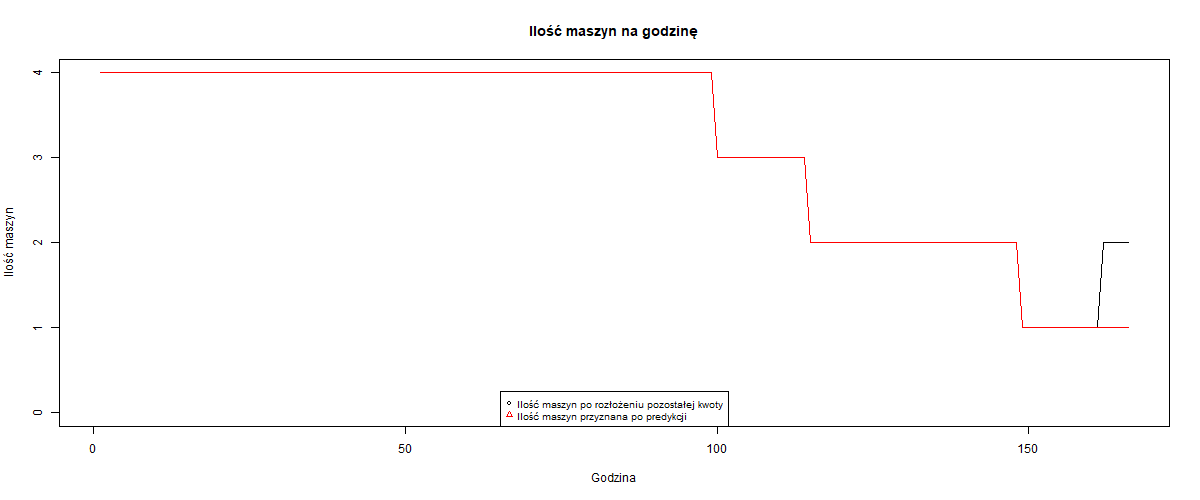 Ilość maszyn na godzinę
Ilość maszyn
4
3
2
1
0
Ilość maszyn po rozłożeniu pozostałej kwoty
Ilość maszyn przyznana po predykcji
0 50 100 150
Godzina